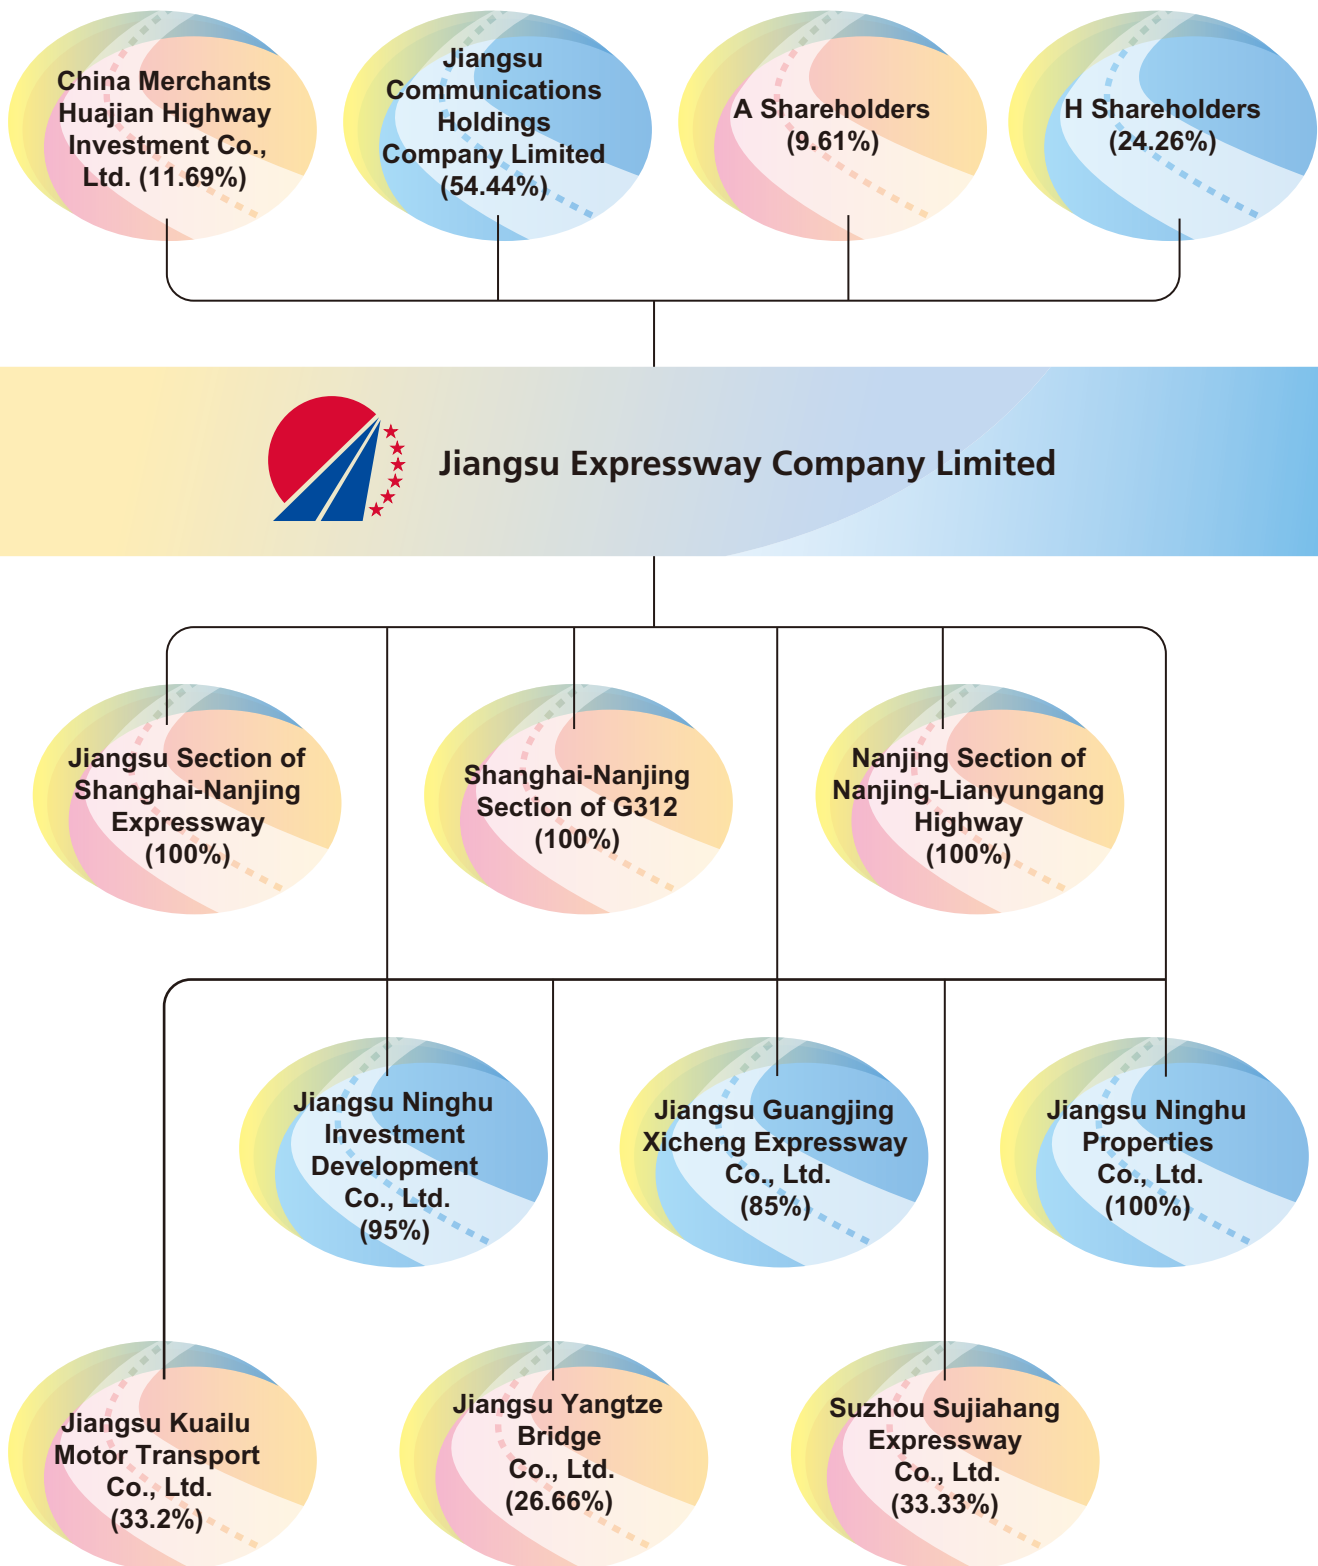 China Merchants
Huajian Highway
Investment Co.,
Ltd. (11.69%)
Jiangsu
Communications
Holdings
Company Limited
(54.44%)
A Shareholders
(9.61%)
H Shareholders
(24.26%)
Jiangsu Expressway Company Limited
Jiangsu Section of
Shanghai-Nanjing
Expressway
(100%)
Shanghai-Nanjing
Section of G312
(100%)
Nanjing Section of
Nanjing-Lianyungang
Highway
(100%)
Jiangsu Ninghu
Investment
Development
Co., Ltd.
(95%)
Jiangsu Guangjing
Xicheng Expressway
Co., Ltd.
(85%)
Jiangsu Ninghu
Properties
Co., Ltd.
(100%)
Jiangsu Kuailu
Motor Transport
Co., Ltd.
(33.2%)
Jiangsu Yangtze
Bridge
Co., Ltd.
(26.66%)
Suzhou Sujiahang
Expressway
Co., Ltd.
(33.33%)